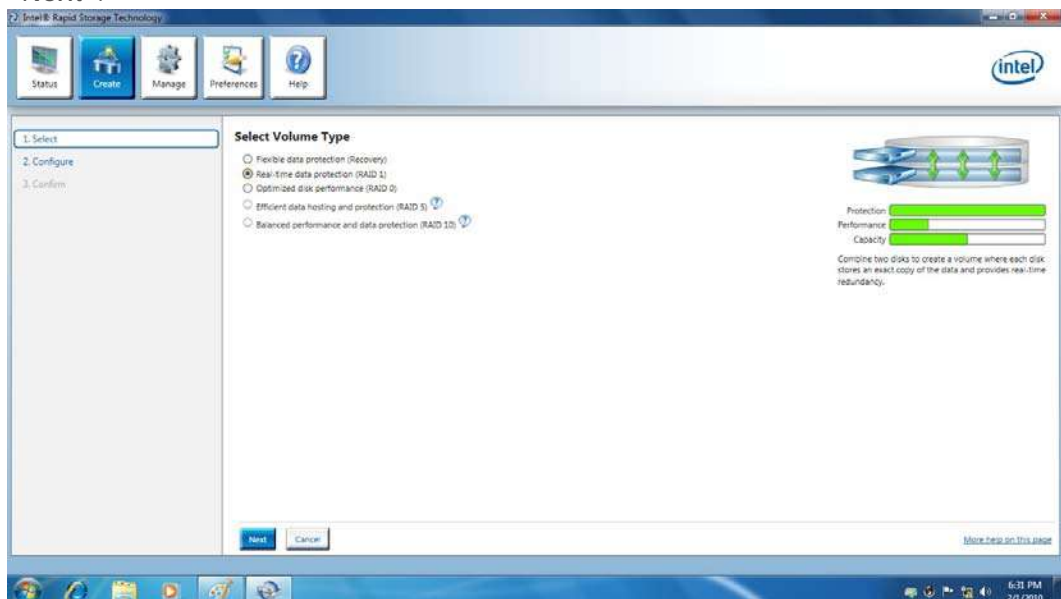 "Next".
Intel® Rapid Storage Technology
Status
Create
Manage
Preferences
Help
intel
1. Select
2. Configure
3. Confirm
Select Volume Type
Flexible data protection (Recovery)
Real-time data protection (RAID 1)
Optimized disk performance (RAID 0)
Efficient data hosting and protection (RAID 5) ?
Balanced performance and data protection (RAID 10) ?
Protection
Performance
Capacity
Combine two disks to create a volume where each disk
stores an exact copy of the data and provides real-time
redundancy.
Next
Cancel
More help on this page
6:31 PM
2/1/2010